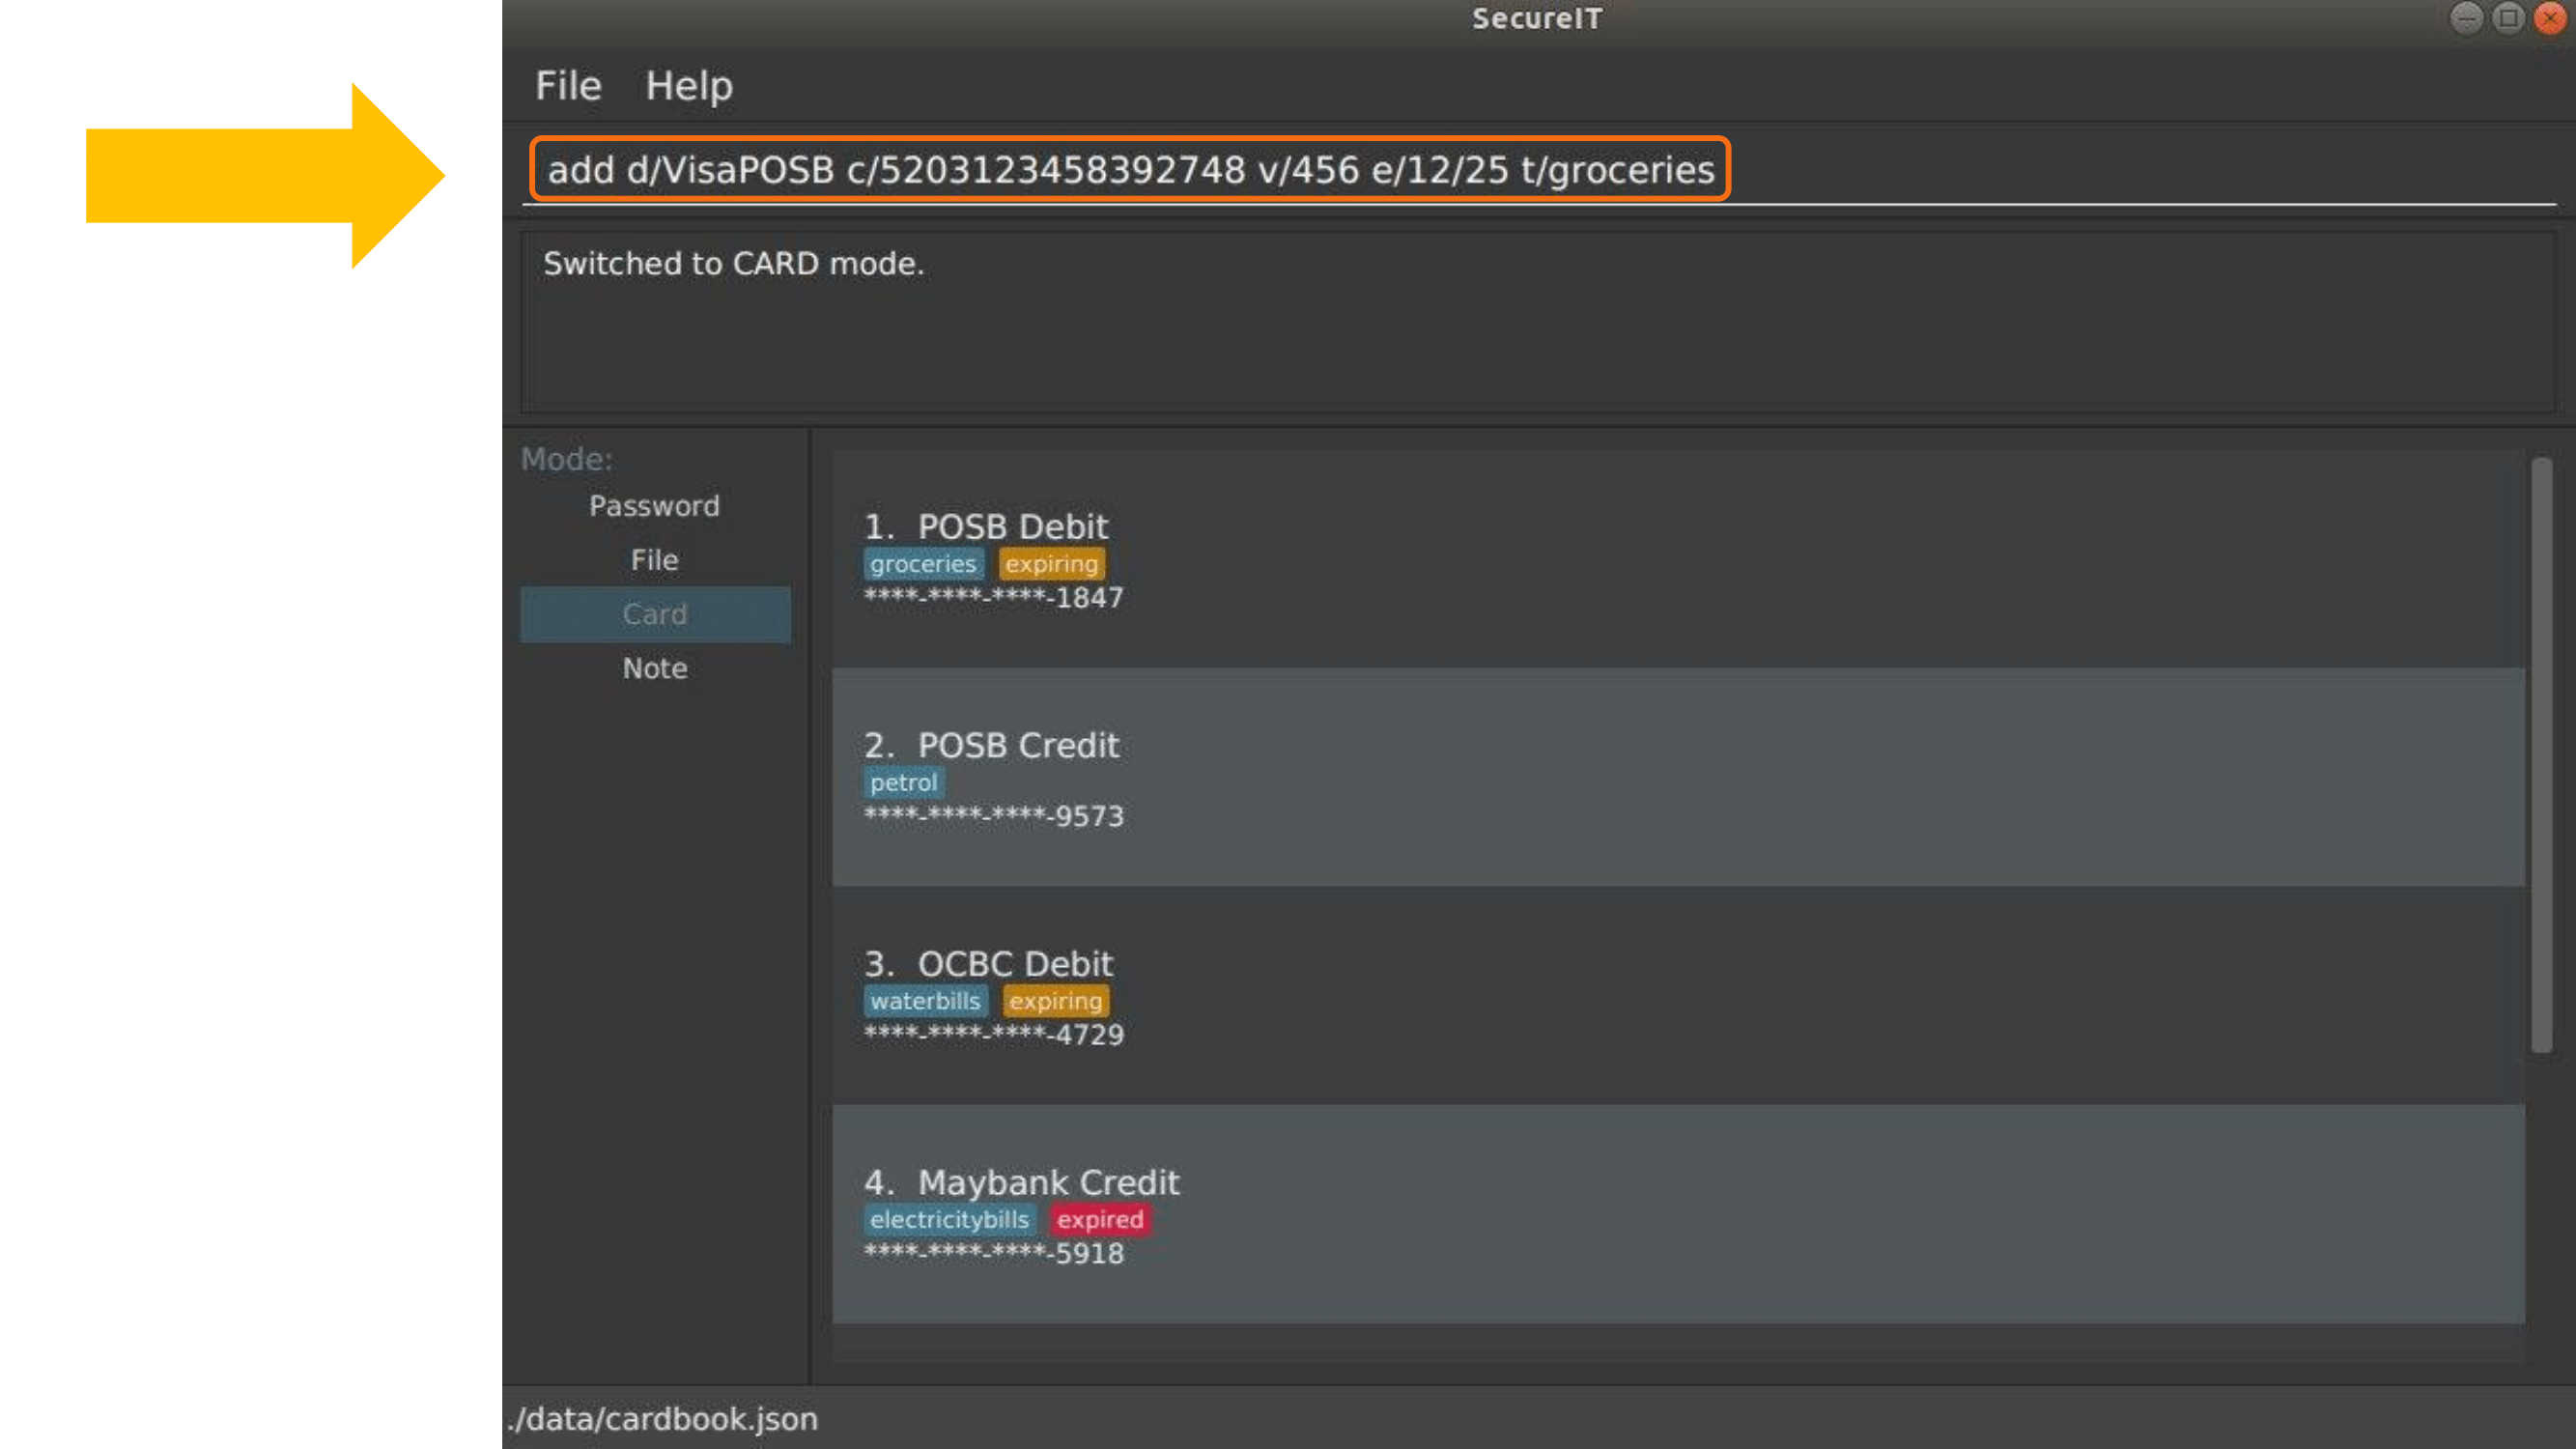 SecureIT
File Help
add d/VisaPOSB c/5203123458392748 v/456 e/12/25 t/groceries
Switched to CARD mode.
Mode:
Password
File
Card
Note
1. POSB Debit
groceries expiring
****-****-****-1847
2. POSB Credit
petrol
****-****-****-9573
3. OCBC Debit
waterbills expiring
****-****-****-4729
4. Maybank Credit
electricitybills expired
****-****-****-5918
./data/cardbook.json